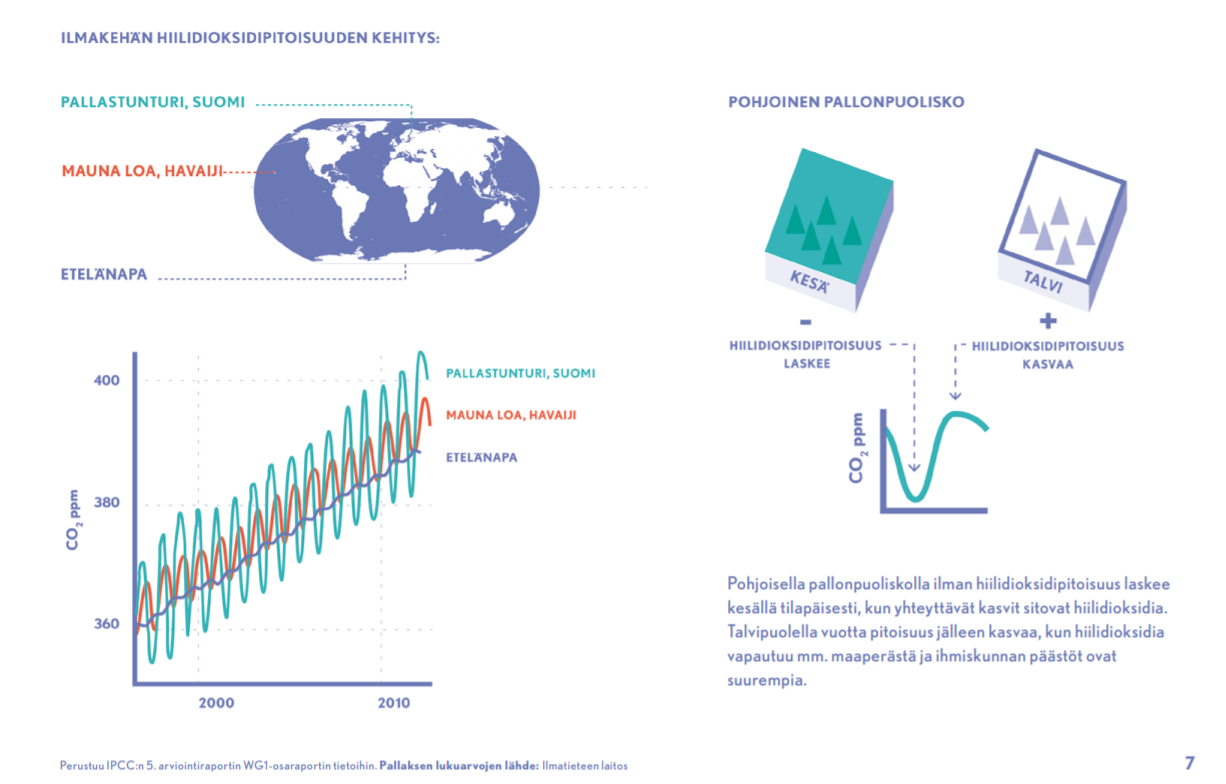 ILMAKEHÄN HIILIDIOKSIDIPITOISUUDEN KEHITYS:
PALLASTUNTURI, SUOMI
MAUNA LOA, HAVAIJI
ETELÄNAPA
400
380
360
CO2 ppm
2000
2010
PALLASTUNTURI, SUOMI
MAUNA LOA, HAVAIJI
ETELÄNAPA
POHJOINEN PALLONPUOLISKO
KESÄ
TALVI
-
+
HIILIDIOKSIDIPITOISUUS
LASKEE
HIILIDIOKSIDIPITOISUUS
KASVAA
CO2 ppm
Pohjoisella pallonpuoliskolla ilman hiilidioksidipitoisuus laskee
kesällä tilapäisesti, kun yhteyttävät kasvit sitovat hiilidioksidia.
Talvipuolella vuotta pitoisuus jälleen kasvaa, kun hiilidioksidia
vapautuu mm. maaperästä ja ihmiskunnan päästöt ovat
suurempia.
Perustuu IPCC:n 5. arviointiraportin WG1-osaraportin tietoihin. Pallaksen lukuarvojen lähde: Ilmatieteen laitos
7